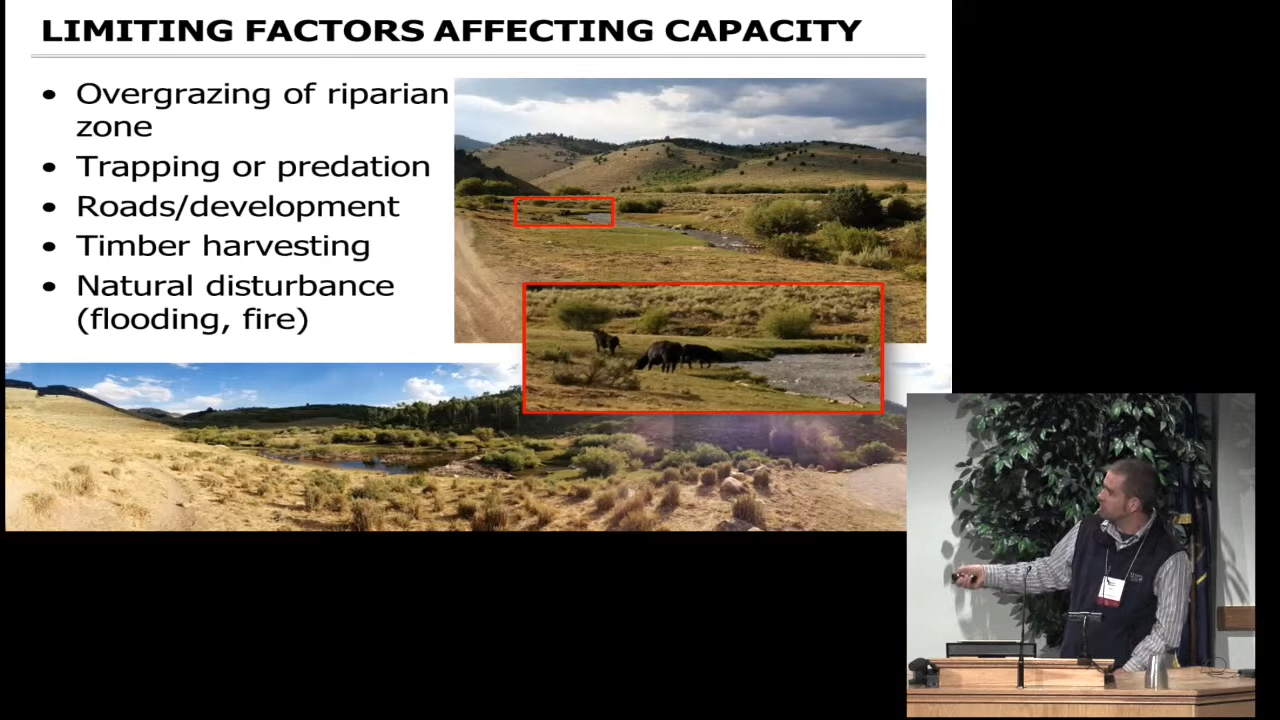 LIMITING FACTORS AFFECTING CAPACITY
• Overgrazing of riparian
zone
• Trapping or predation
• Roads/development
• Timber harvesting
• Natural disturbance
(flooding, fire)